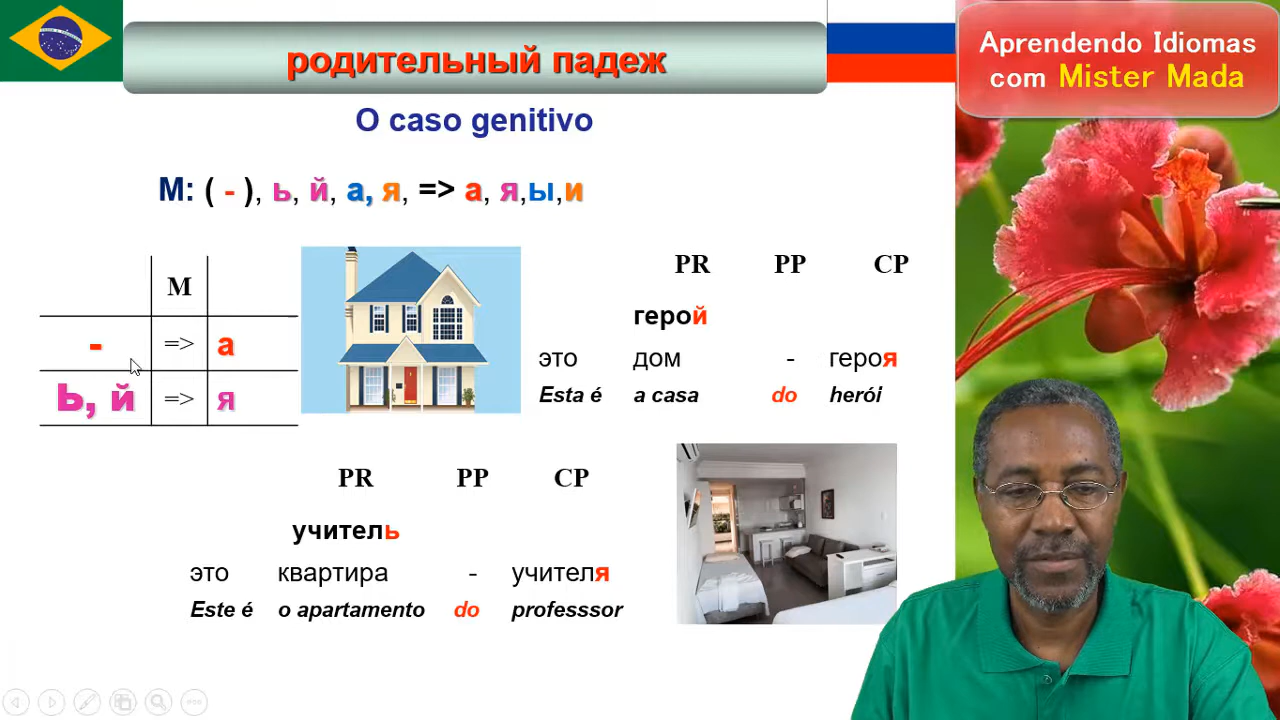 родительный падеж
Aprendendo Idiomas
com Mister Mada
О caso genitivo
М: ( - ), ь, й, а, я, => а, я,ы,и
М
- => а
Ь, й => я
PR PP CP
герой
это дом - героя
Esta é a casa do herói
PR PP CP
учитель
это квартира - учителя
Este é o apartamento do professsor